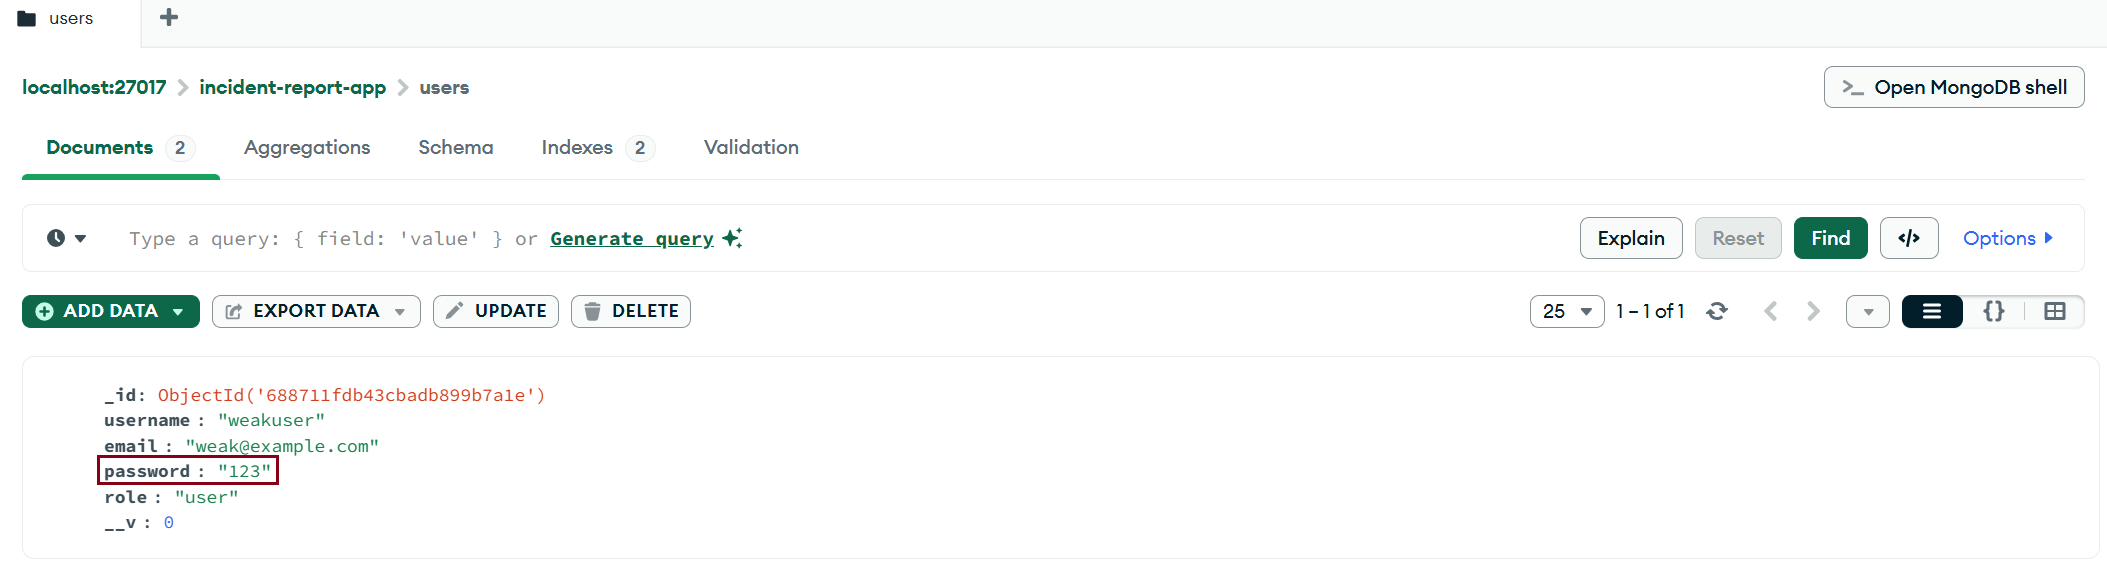 users
localhost:27017 > incident-report-app > users
>_ Open MongoDB shell
Documents 2 Aggregations Schema Indexes 2 Validation
Type a query: { field: 'value' } or Generate query
Explain Reset Find </> Options
ADD DATA EXPORT DATA UPDATE DELETE
25 1 – 1 of 1 {}
_id: ObjectId('688711fdb43cbadb899b7a1e')
username : "weakuser"
email : "weak@example.com"
password : "123"
role : "user"
__v : 0